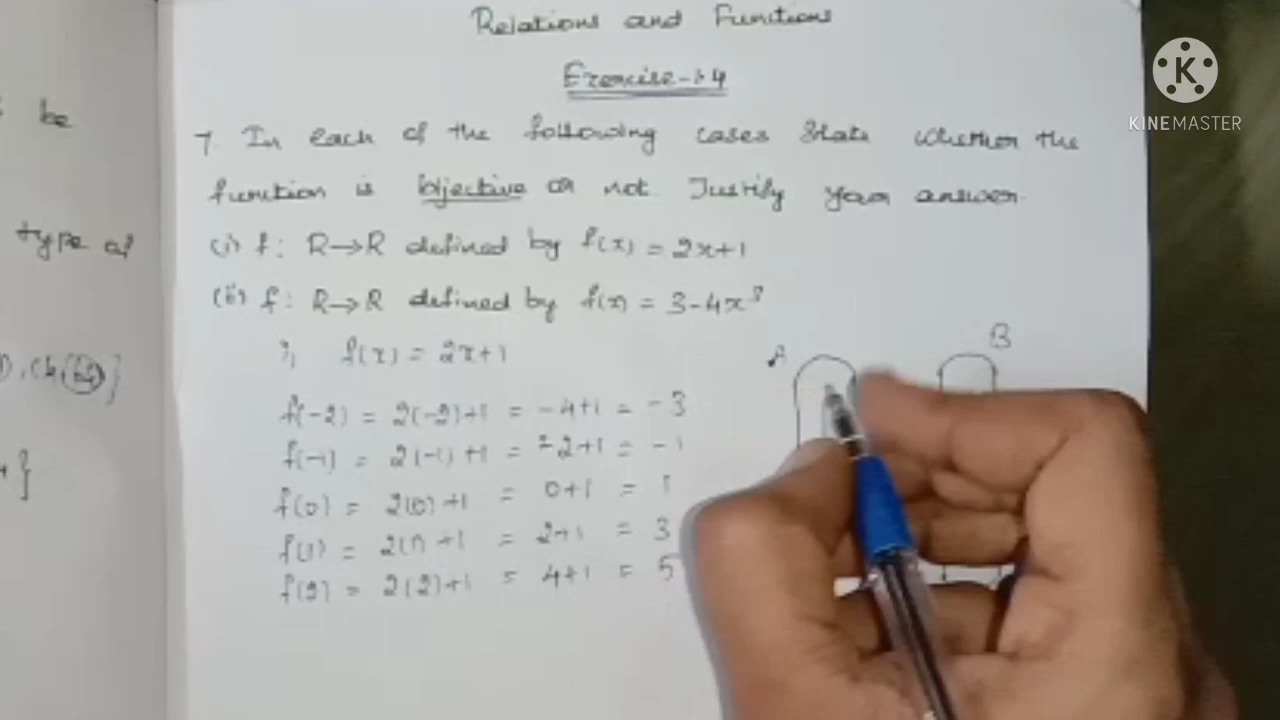 Relations and Functions
Exercise - 1.4
7. In each of the following cases state whether the
function is bijective or not. Justify your answer.
(i) f: R→R defined by f(x) = 2x+1
(ii) f: R→R defined by f(x) = 3-4x²
i, f(x) = 2x+1
f(-2) = 2(-2)+1 = -4+1 = -3
f(-1) = 2(-1)+1 = -2+1 = -1
f(0) = 2(0)+1 = 0+1 = 1
f(1) = 2(1)+1 = 2+1 = 3
f(2) = 2(2)+1 = 4+1 = 5
A
B
be
type of
K
KINEMASTER